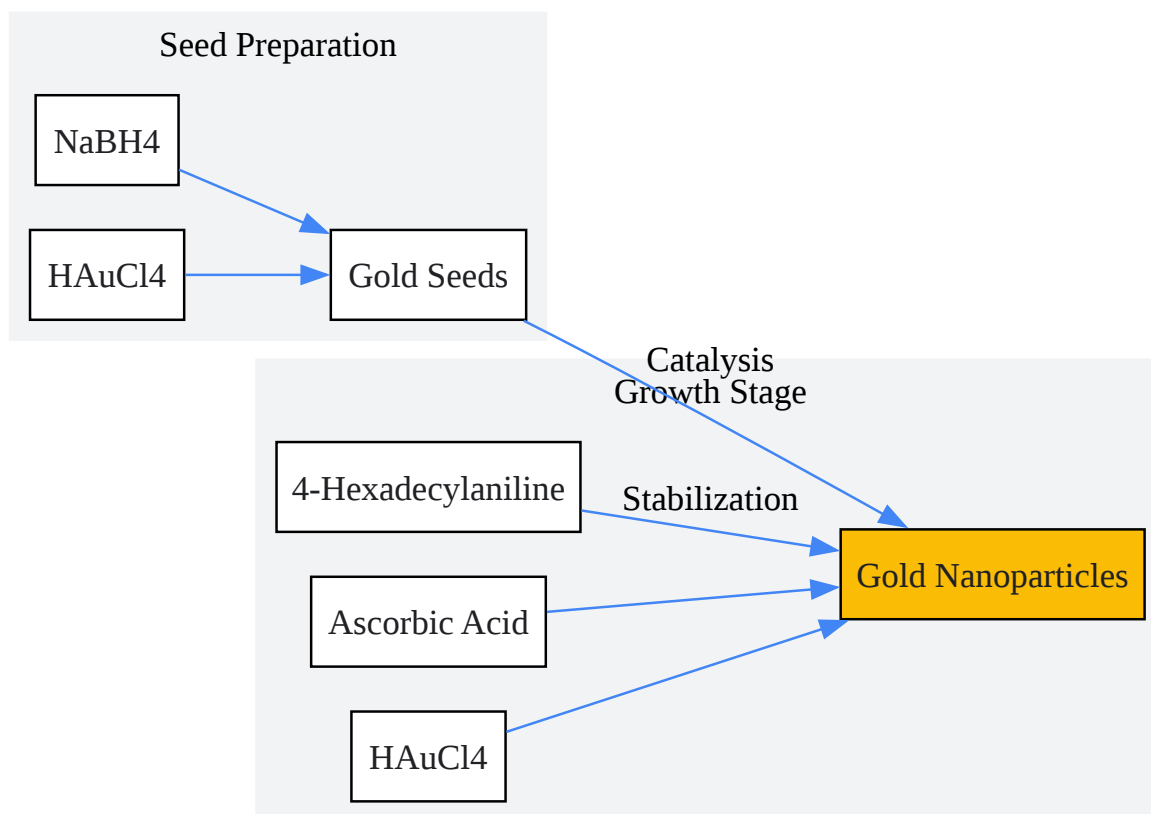 Seed Preparation
NaBH4
HAuCl4
Gold Seeds
Catalysis
Growth Stage
4-Hexadecylaniline
Stabilization
Gold Nanoparticles
Ascorbic Acid
HAuCl4